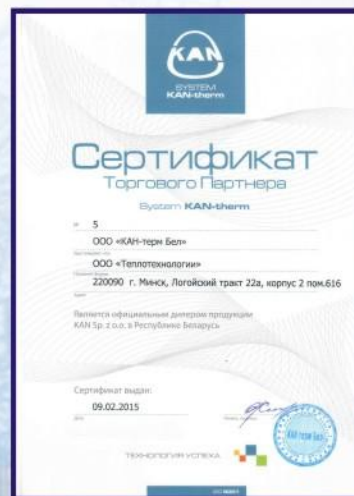 KAN
SYSTEM
KAN-therm
Сертификат
Торгового Партнера
System KAN-therm
№ 5
ООО «КАН-терм Бел»
ООО «Теплотехнологии»
220090 г. Минск, Логойский тракт 22а, корпус 2 пом.616
Является официальным дилером продукции
KAN Sp. z o.o. в Республике Беларусь
Сертификат выдан:
09.02.2015
ТЕХНОЛОГИЯ УСПЕХА